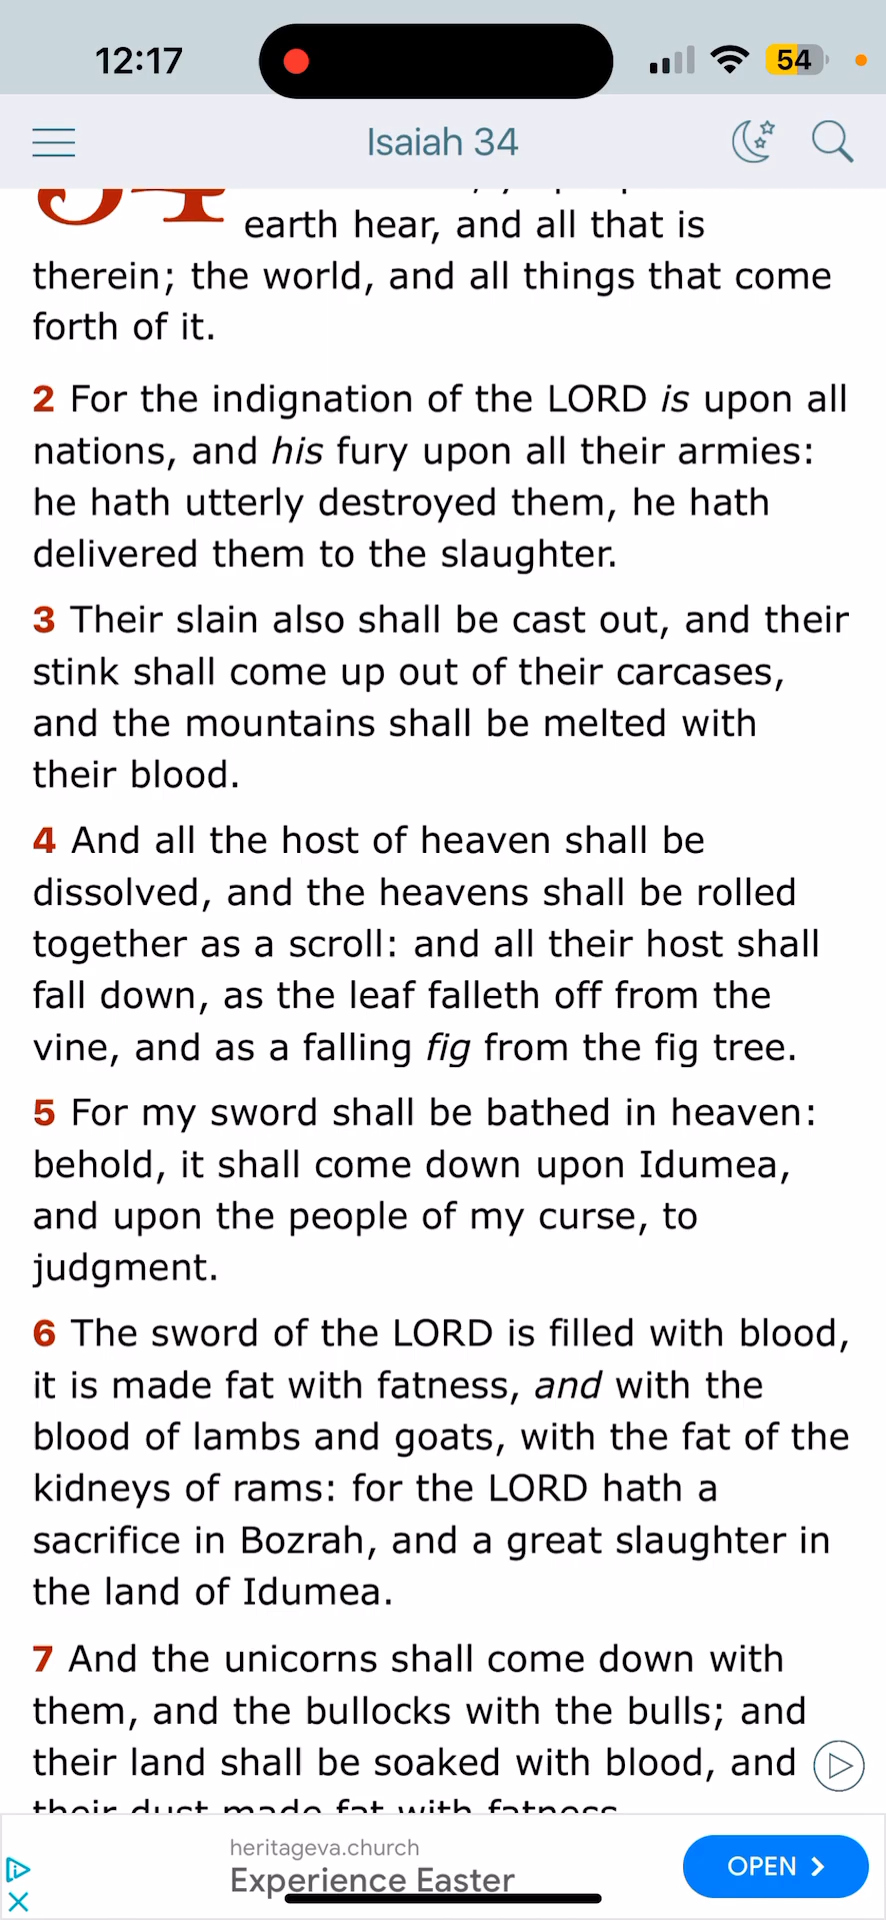 12:17
54
Isaiah 34
34
earth hear, and all that is
therein; the world, and all things that come
forth of it.
2 For the indignation of the LORD is upon all
nations, and his fury upon all their armies:
he hath utterly destroyed them, he hath
delivered them to the slaughter.
3 Their slain also shall be cast out, and their
stink shall come up out of their carcases,
and the mountains shall be melted with
their blood.
4 And all the host of heaven shall be
dissolved, and the heavens shall be rolled
together as a scroll: and all their host shall
fall down, as the leaf falleth off from the
vine, and as a falling fig from the fig tree.
5 For my sword shall be bathed in heaven:
behold, it shall come down upon Idumea,
and upon the people of my curse, to
judgment.
6 The sword of the LORD is filled with blood,
it is made fat with fatness, and with the
blood of lambs and goats, with the fat of the
kidneys of rams: for the LORD hath a
sacrifice in Bozrah, and a great slaughter in
the land of Idumea.
7 And the unicorns shall come down with
them, and the bullocks with the bulls; and
their land shall be soaked with blood, and
their dust made fat with fatness
heritageva.church
Experience Easter
OPEN